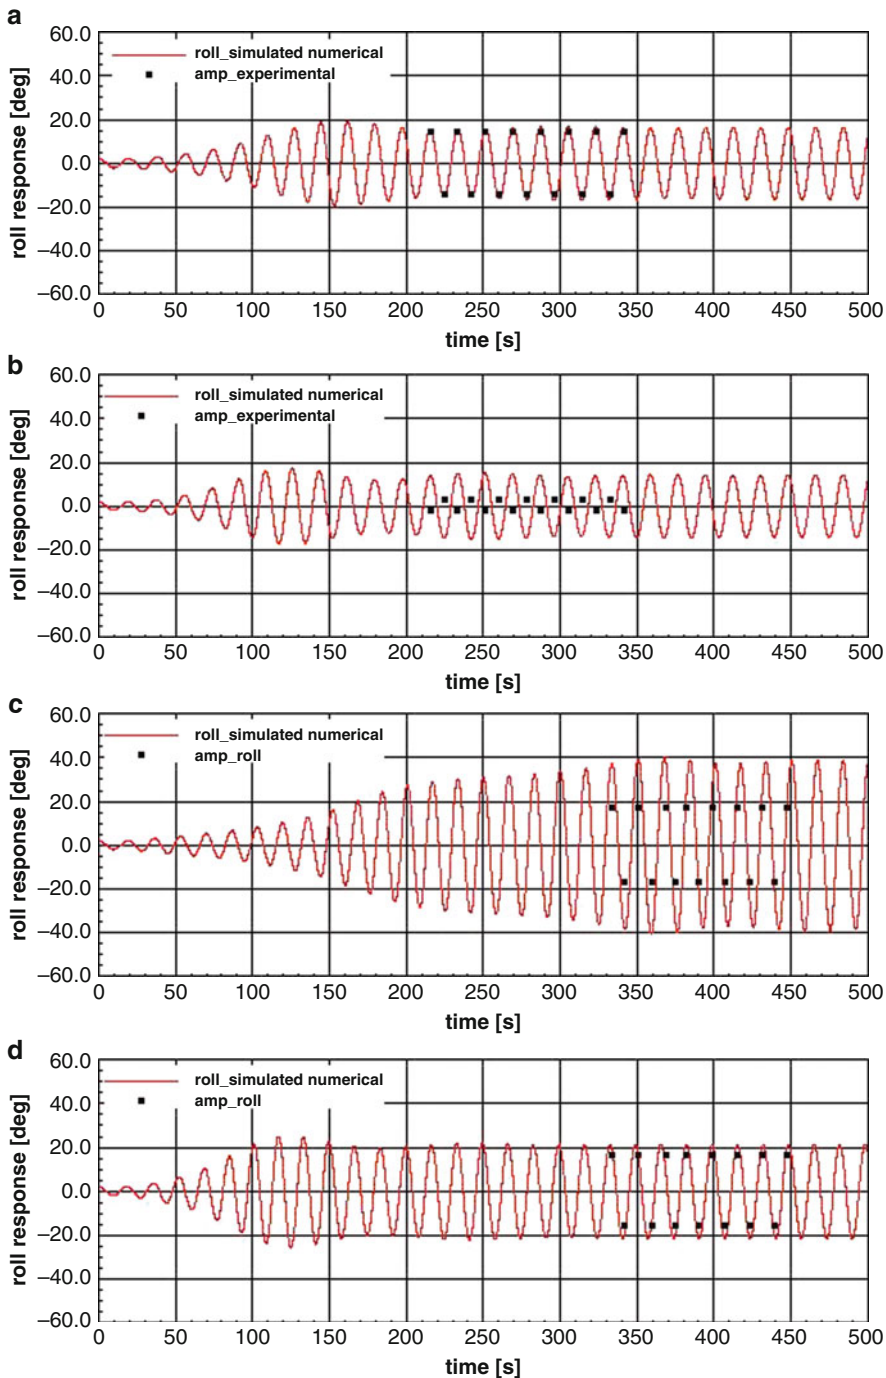 a
roll response [deg]
60.0
40.0
20.0
0.0
–20.0
–40.0
–60.0
roll_simulated numerical
amp_experimental
0 50 100 150 200 250 300 350 400 450 500
time [s]
b
roll response [deg]
60.0
40.0
20.0
0.0
–20.0
–40.0
–60.0
roll_simulated numerical
amp_experimental
0 50 100 150 200 250 300 350 400 450 500
time [s]
c
roll response [deg]
60.0
40.0
20.0
0.0
–20.0
–40.0
–60.0
roll_simulated numerical
amp_roll
0 50 100 150 200 250 300 350 400 450 500
time [s]
d
roll response [deg]
60.0
40.0
20.0
0.0
–20.0
–40.0
–60.0
roll_simulated numerical
amp_roll
0 50 100 150 200 250 300 350 400 450 500
time [s]